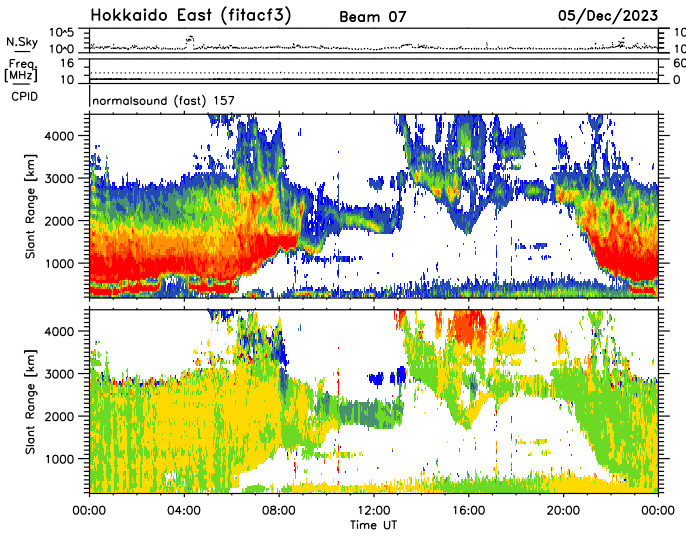 Hokkaido East (fitacf3) Beam 07 05/Dec/2023
N.Sky 10^5 10^0 10 10
Freq. [MHz] 16 10 60 0
CPID normalsound (fast) 157
Slant Range [km] 4000 3000 2000 1000
Slant Range [km] 4000 3000 2000 1000
00:00 04:00 08:00 12:00 16:00 20:00 00:00
Time UT